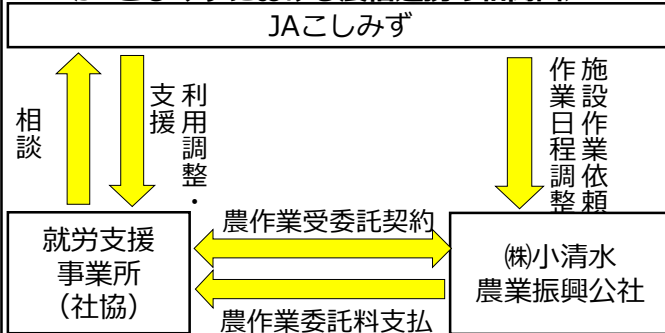 JAこしみず
相談
利用調整・
支援
施設作業依頼
作業日程調整
農作業受委託契約
就労支援
事業所
（社協）
㈱小清水
農業振興公社
農作業委託料支払